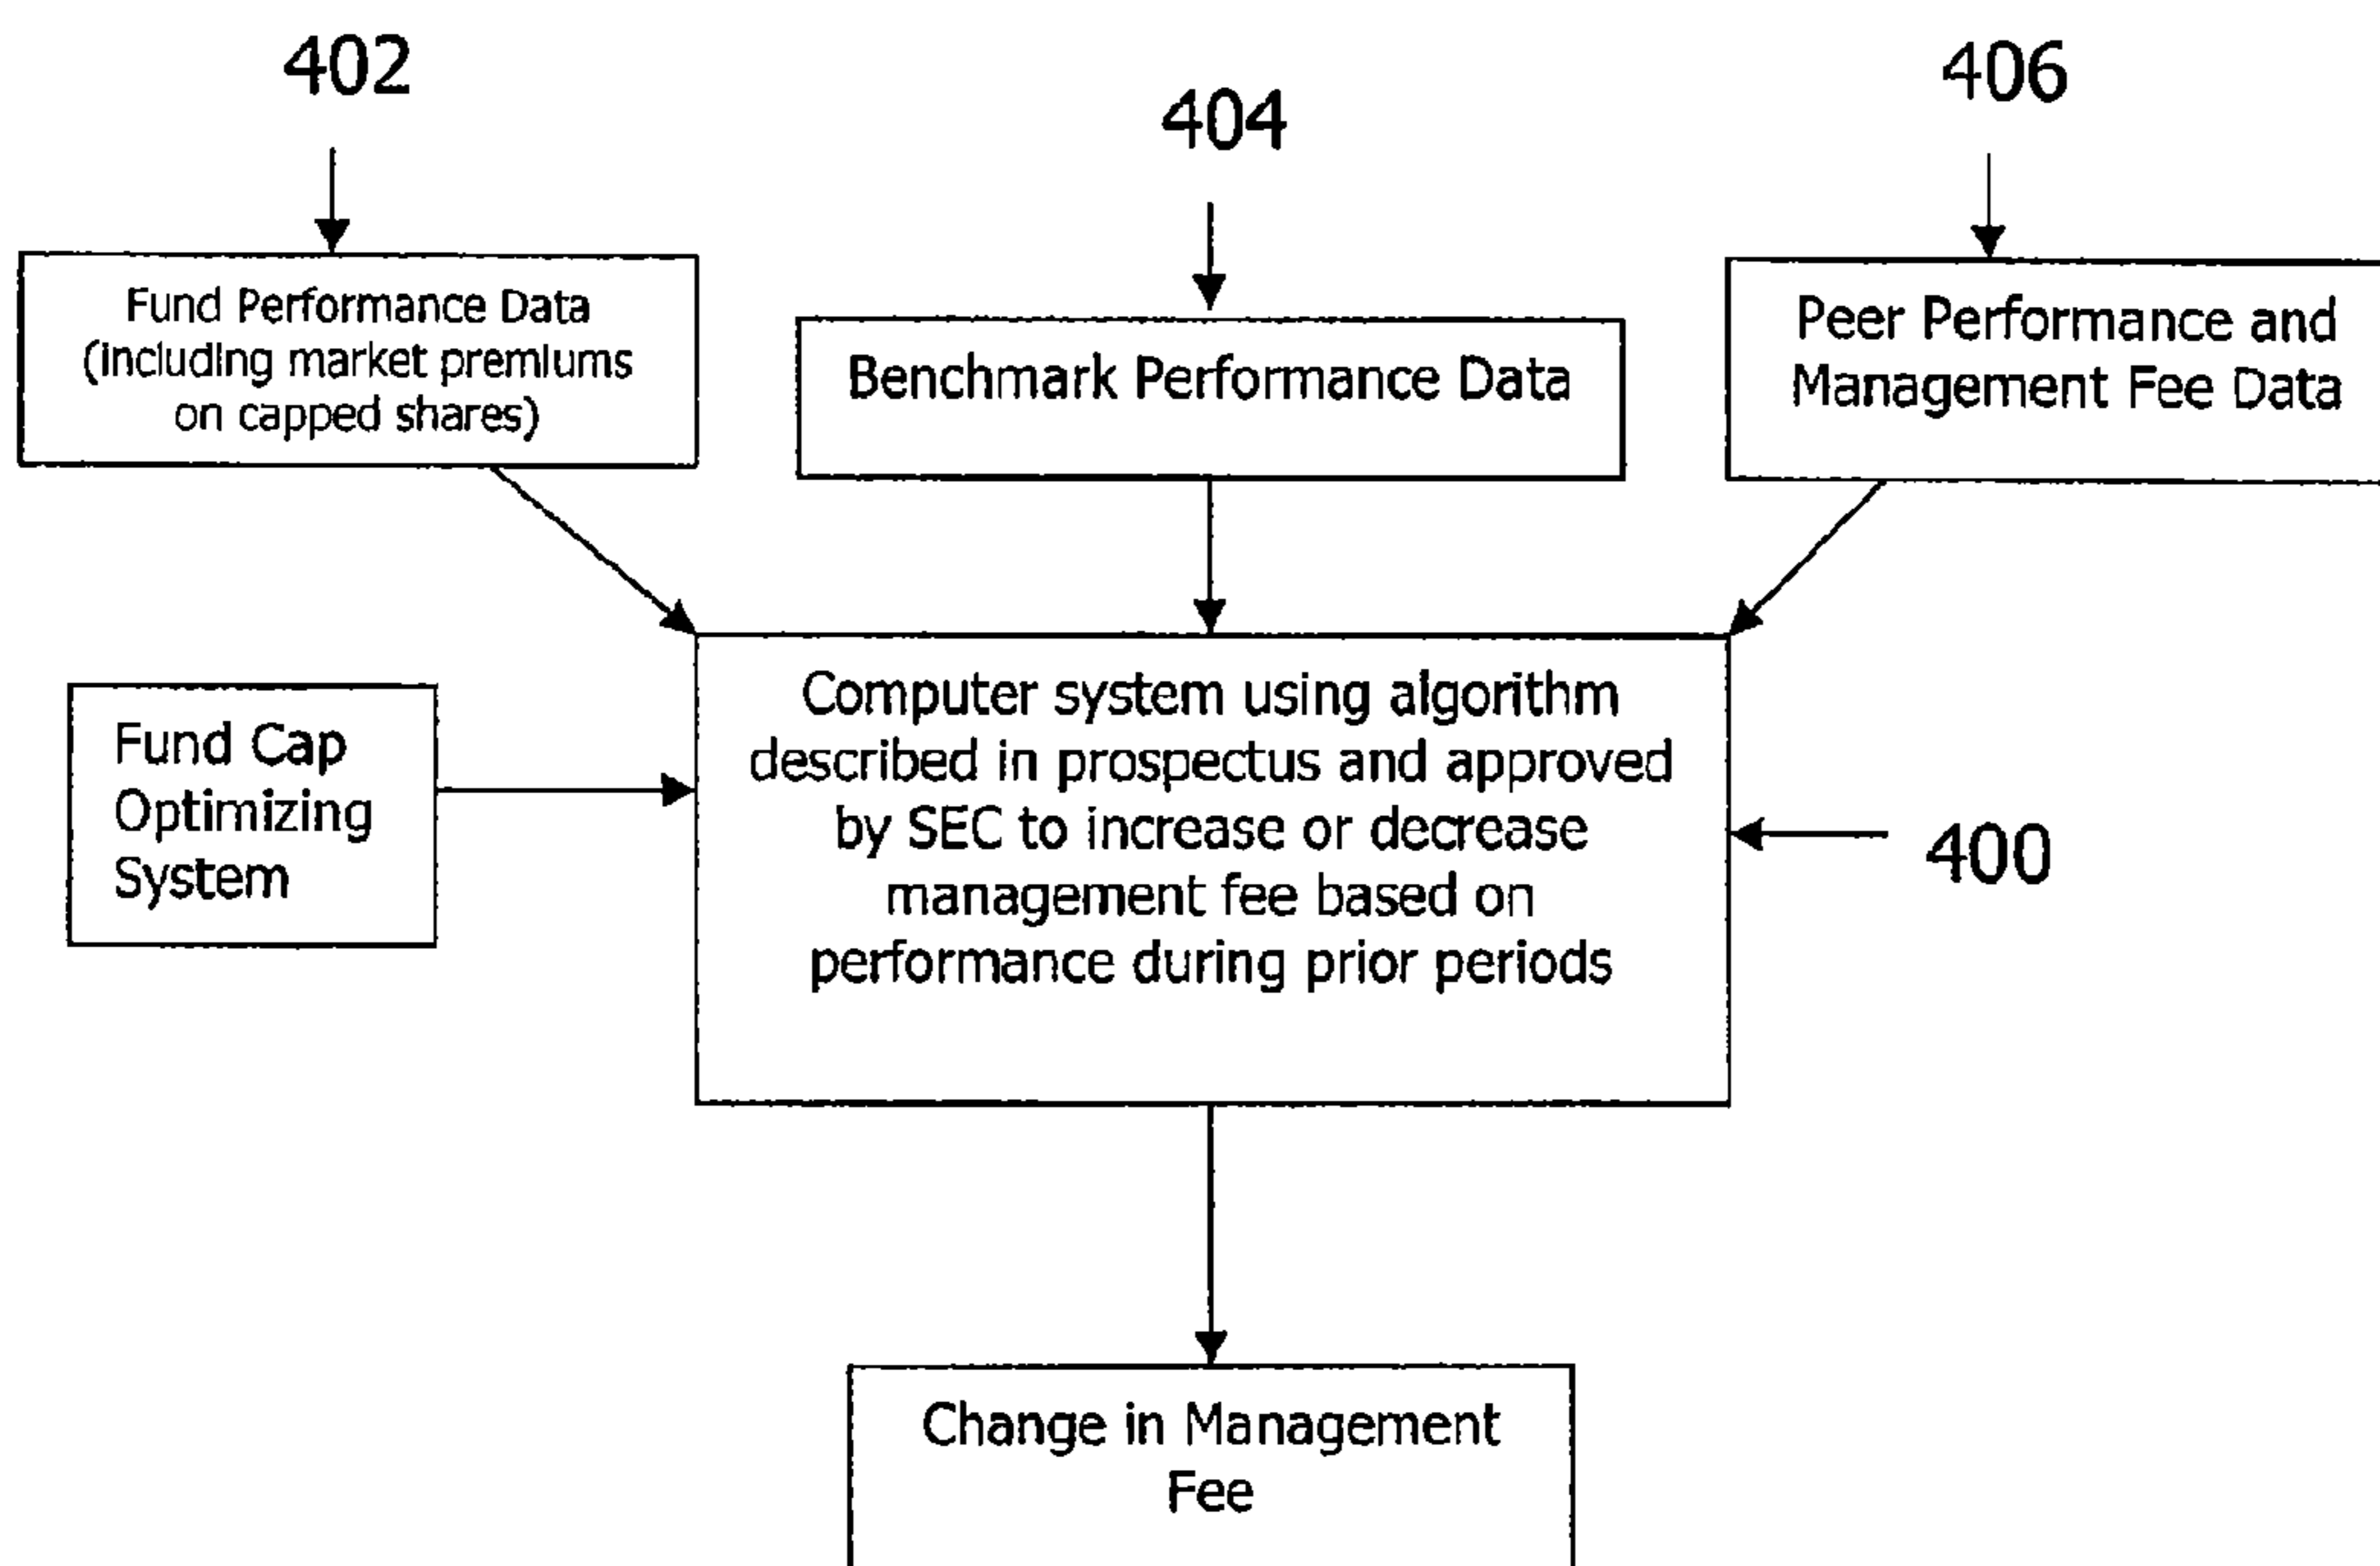 402
404
406
Fund Performance Data
(including market premiums
on capped shares)
Benchmark Performance Data
Peer Performance and
Management Fee Data
Fund Cap
Optimizing
System
Computer system using algorithm
described in prospectus and approved
by SEC to increase or decrease
management fee based on
performance during prior periods
400
Change in Management
Fee